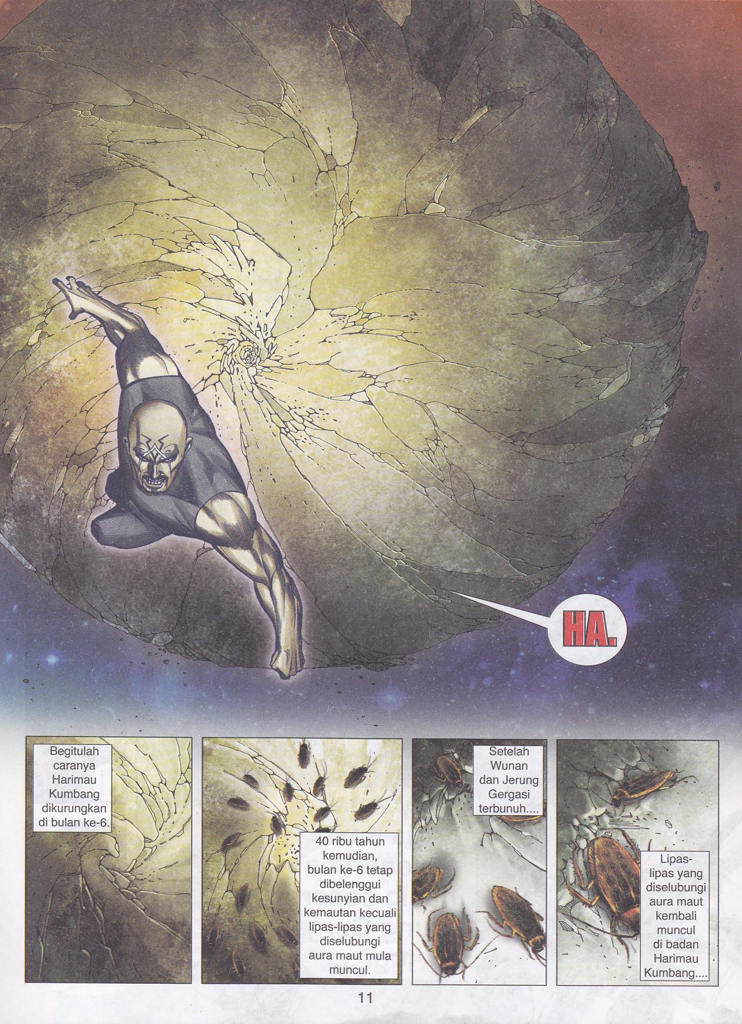 HA.
Begitulah
caranya
Harimau
Kumbang
dikurungkan
di bulan ke-6.
40 ribu tahun
kemudian,
bulan ke-6 tetap
dibelenggui
kesunyian dan
kemautan kecuali
lipas-lipas yang
diselubungi
aura maut mula
muncul.
Setelah
Wunan
dan Jerung
Gergasi
terbunuh....
Lipas-
lipas yang
diselubungi
aura maut
kembali
muncul
di badan
Harimau
Kumbang....
11